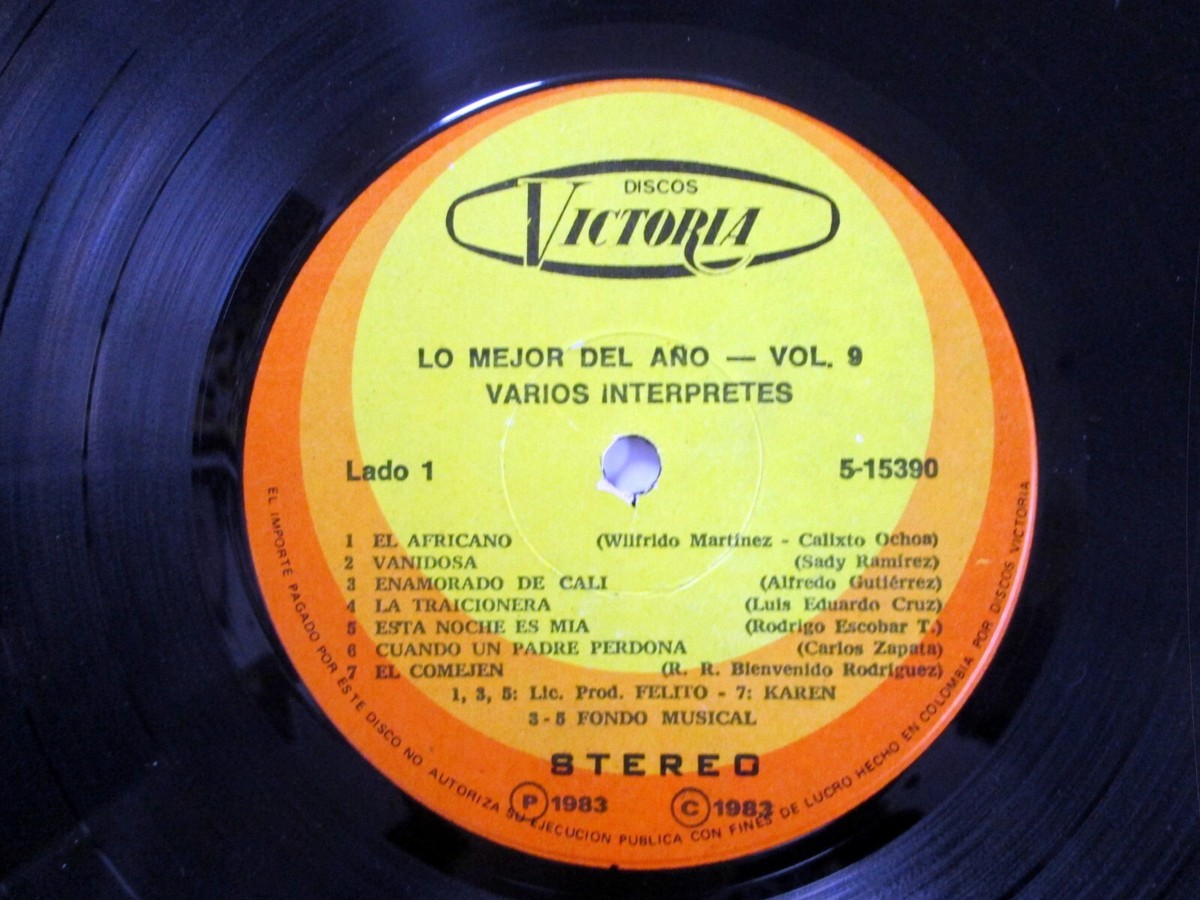 DISCOS
VICTORIA
LO MEJOR DEL AÑO — VOL. 9
VARIOS INTERPRETES
Lado 1 5-15390
1 EL AFRICANO (Wilfrido Martínez - Calixto Ochoa)
2 VANIDOSA (Sady Ramírez)
3 ENAMORADO DE CALI (Alfredo Gutiérrez)
4 LA TRAICIONERA (Luis Eduardo Cruz)
5 ESTA NOCHE ES MIA (Rodrigo Escobar T.)
6 CUANDO UN PADRE PERDONA (Carlos Zapata)
7 EL COMEJEN (R. R. Bienvenido Rodríguez)
1, 3, 5: Lic. Prod. FELITO - 7: KAREN
3 - 5 FONDO MUSICAL
STEREO
Ⓟ 1983 © 1983
EL IMPORTE PAGADO POR ESTE DISCO NO AUTORIZA SU EJECUCION PUBLICA CON FINES DE LUCRO HECHO EN COLOMBIA POR DISCOS VICTORIA